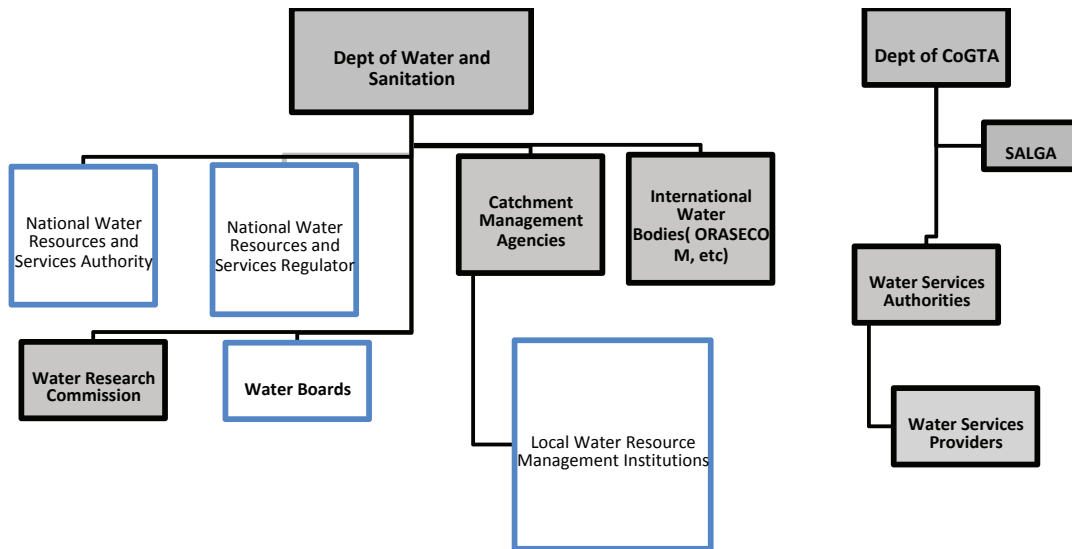 Dept of Water and
Sanitation
Dept of CoGTA
SALGA
National Water
Resources and
Services Authority
National Water
Resources and
Services Regulator
Catchment
Management
Agencies
International
Water
Bodies( ORASECO
M, etc)
Water Services
Authorities
Water Research
Commission
Water Boards
Local Water Resource
Management Institutions
Water Services
Providers